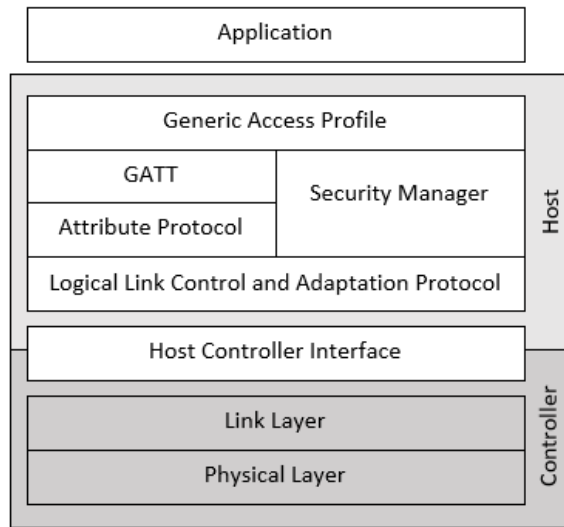 Application
Generic Access Profile
GATT
Security Manager
Attribute Protocol
Logical Link Control and Adaptation Protocol
Host
Host Controller Interface
Link Layer
Physical Layer
Controller